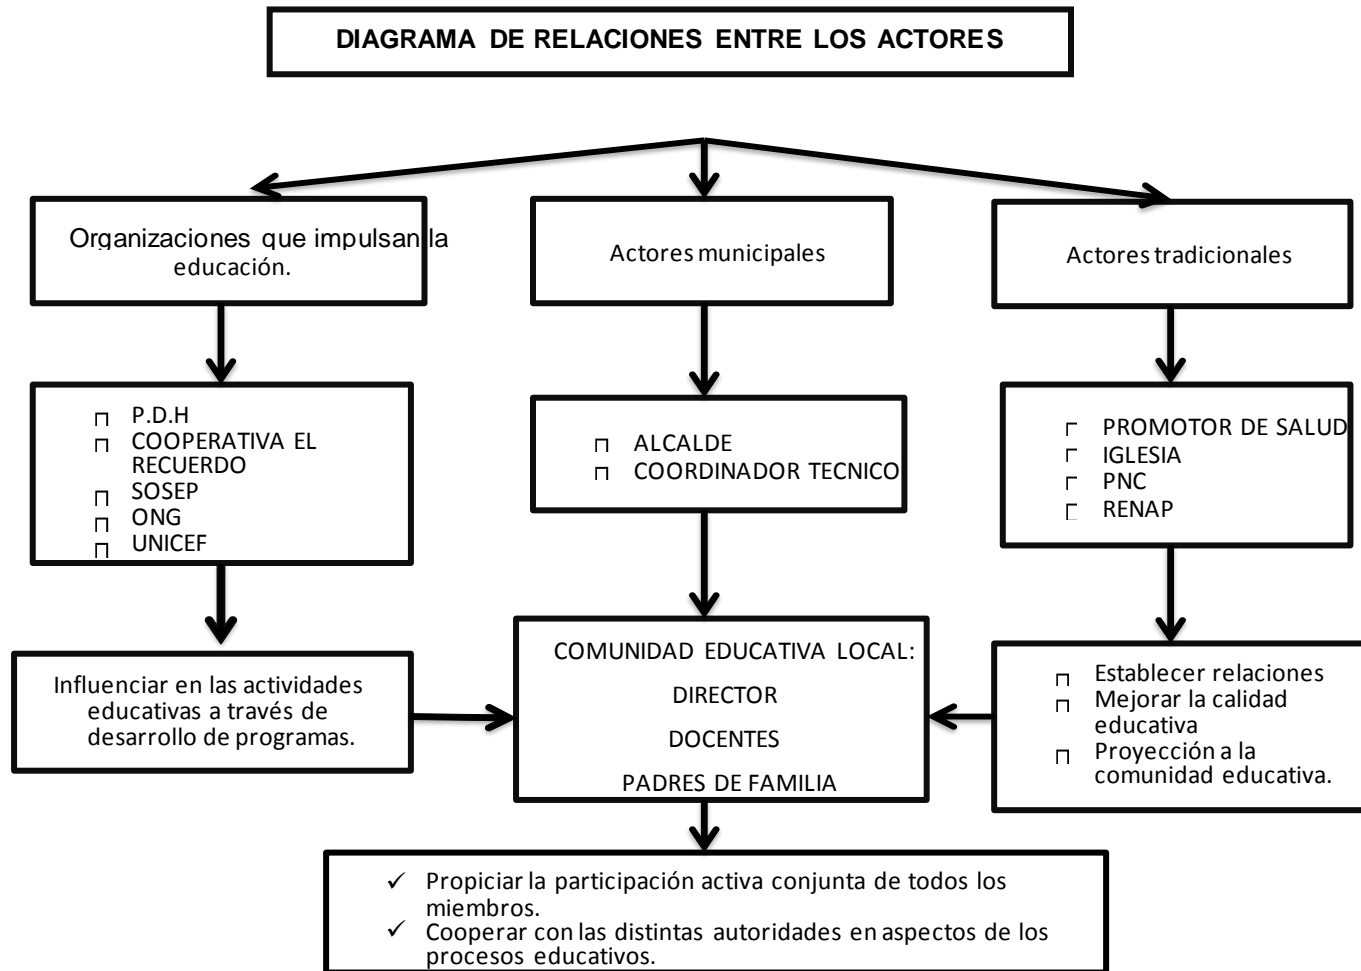 DIAGRAMA DE RELACIONES ENTRE LOS ACTORES
Organizaciones que impulsan la
educación.
Actores municipales
Actores tradicionales
P.D.H
COOPERATIVA EL
RECUERDO
SOSEP
ONG
UNICEF
ALCALDE
COORDINADOR TECNICO
PROMOTOR DE SALUD
IGLESIA
PNC
RENAP
Influenciar en las actividades
educativas a través de
desarrollo de programas.
COMUNIDAD EDUCATIVA LOCAL:
DIRECTOR
DOCENTES
PADRES DE FAMILIA
Establecer relaciones
Mejorar la calidad
educativa
Proyección a la
comunidad educativa.
✓ Propiciar la participación activa conjunta de todos los
miembros.
✓ Cooperar con las distintas autoridades en aspectos de los
procesos educativos.